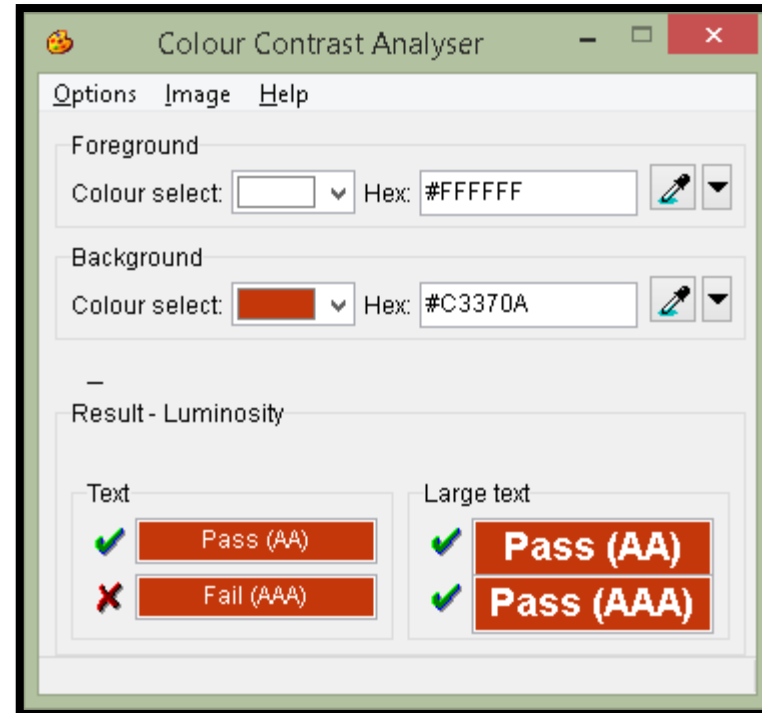 Colour Contrast Analyser
Options Image Help
Foreground
Colour select: Hex: #FFFFFF
Background
Colour select: Hex: #C3370A
Result - Luminosity
Text
Pass (AA)
Fail (AAA)
Large text
Pass (AA)
Pass (AAA)